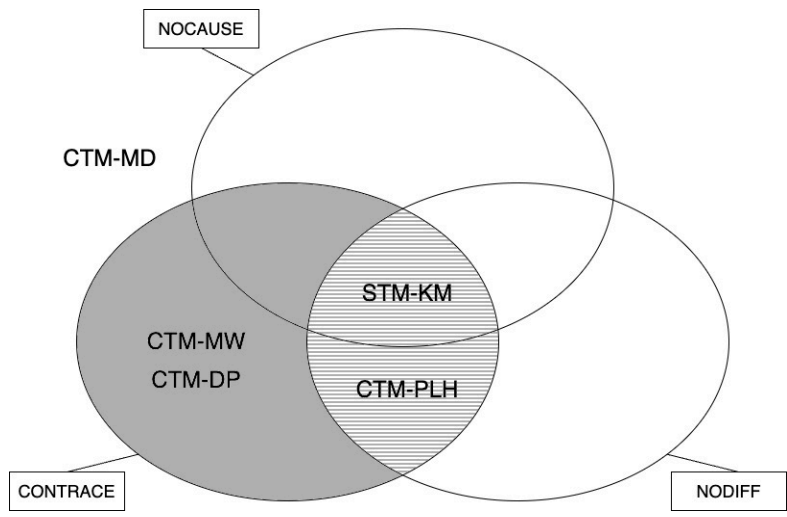 NOCAUSE
CTM-MD
STM-KM
CTM-MW
CTM-DP
CTM-PLH
CONTRACE
NODIFF